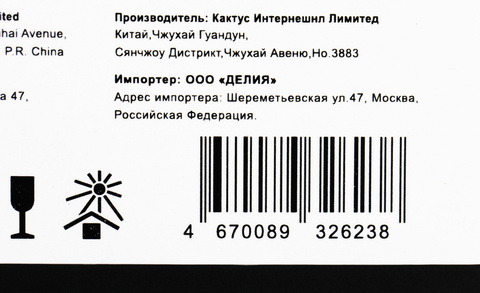 ited
hai Avenue,
P.R. China
a 47,
Производитель: Кактус Интернешнл Лимитед
Китай,Чжухай Гуандун,
Сянчжоу Дистрикт,Чжухай Авеню,Но.3883
Импортер: ООО «ДЕЛИЯ»
Адрес импортера: Шереметьевская ул.47, Москва,
Российская Федерация.
4 670089 326238